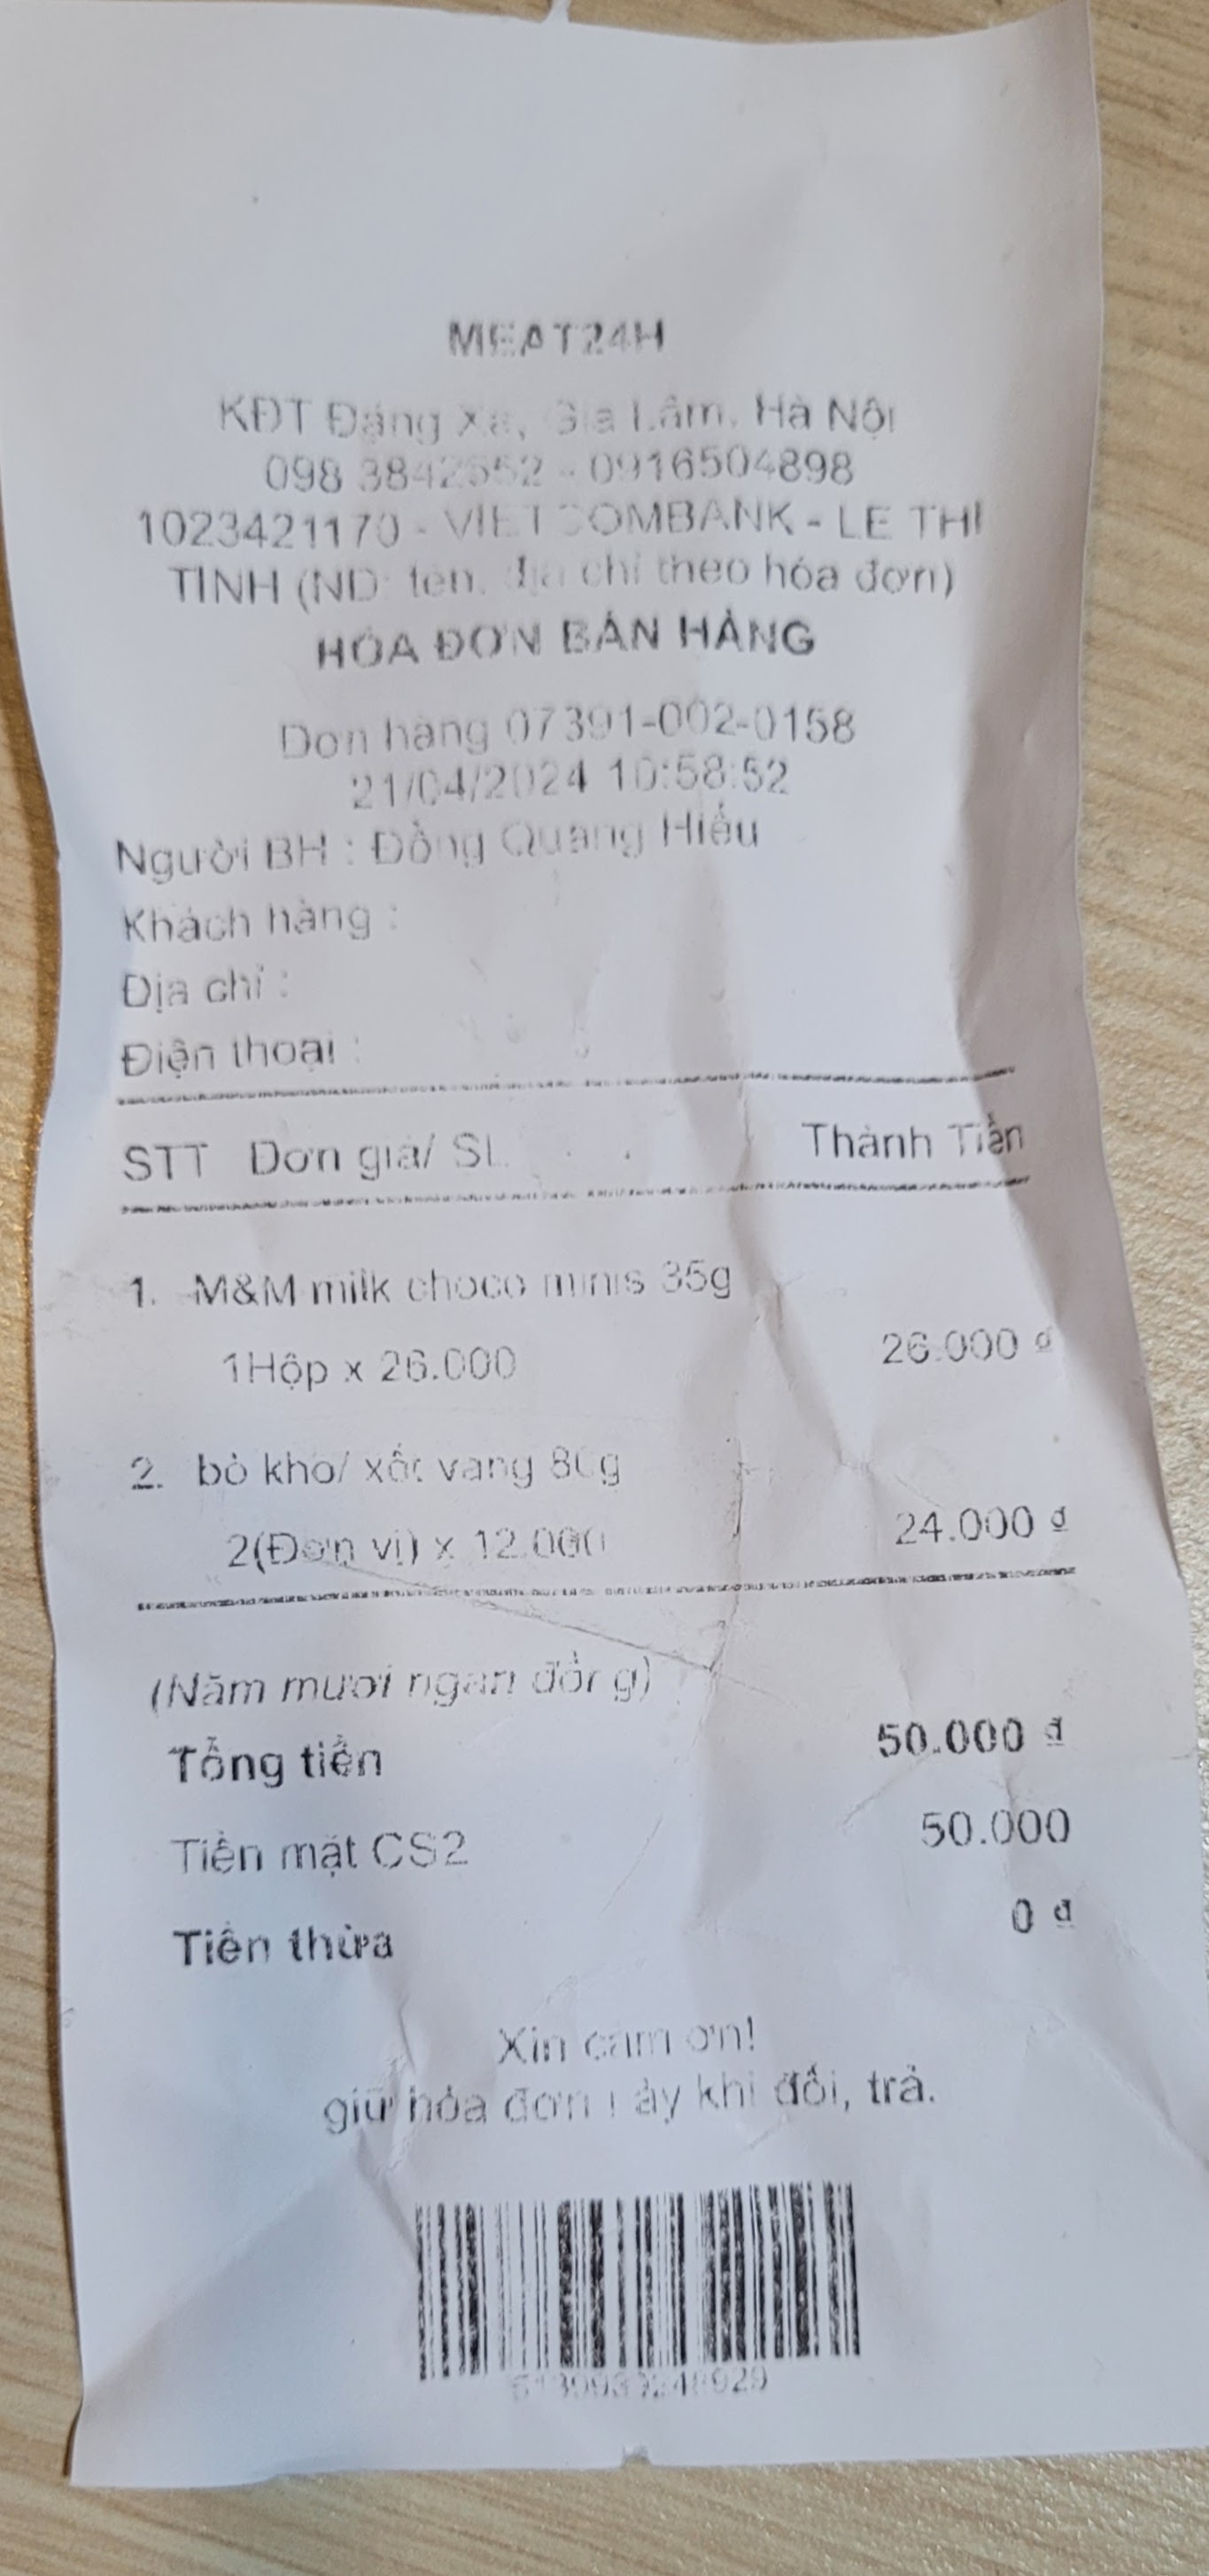 MEAT24H
KĐT Đặng Xá, Gia Lâm, Hà Nội
098 3842552 - 0916504898
1023421170 - VIETCOMBANK - LE THI
TINH (ND: tên, địa chỉ theo hóa đơn)
HÓA ĐƠN BÁN HÀNG
Đơn hàng 07391-002-0158
21/04/2024 10:58:52
Người BH : Đồng Quang Hiếu
Khách hàng :
Địa chỉ :
Điện thoại :
STT Đơn giá/ SL Thành Tiền
1. M&M milk choco minis 35g
1Hộp x 26.000 26.000 đ
2. bò kho/ xốt vang 80g
2(Đơn vị) x 12.000 24.000 đ
(Năm mươi ngàn đồng)
Tổng tiền 50.000 đ
Tiền mặt CS2 50.000
Tiền thừa 0 đ
Xin cám ơn!
giữ hóa đơn này khi đổi, trả.